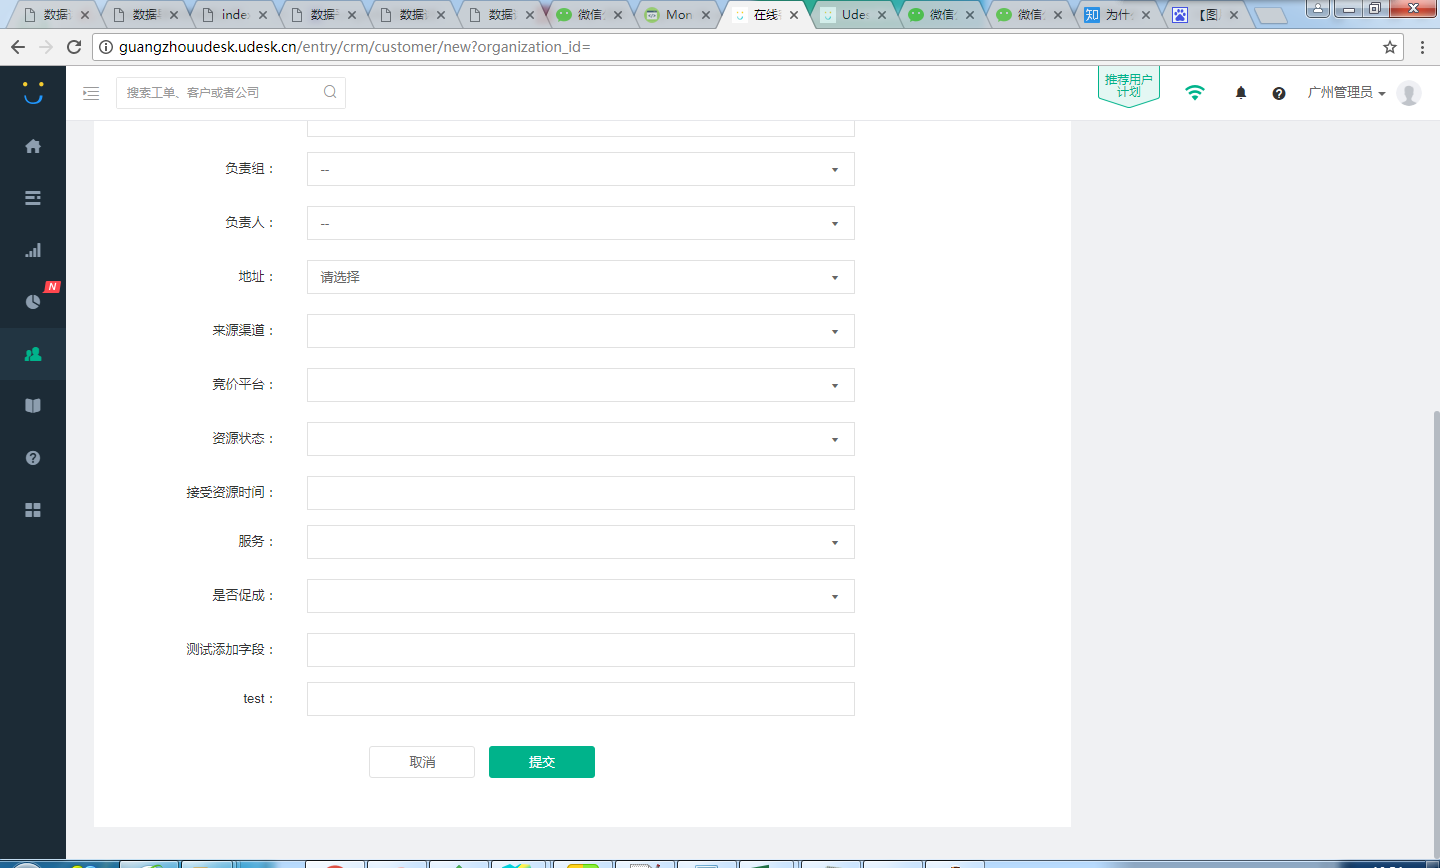 数据
数据
index
数据
数据
数据
微信
Mon
在线
Udes
微信
微信
知 为什
【图
guangzhouudesk.udesk.cn/entry/crm/customer/new?organization_id=
搜索工单、客户或者公司
推荐用户
计划
广州管理员
N
负责组：
--
负责人：
--
地址：
请选择
来源渠道：
竞价平台：
资源状态：
接受资源时间：
服务：
是否促成：
测试添加字段：
test：
取消
提交